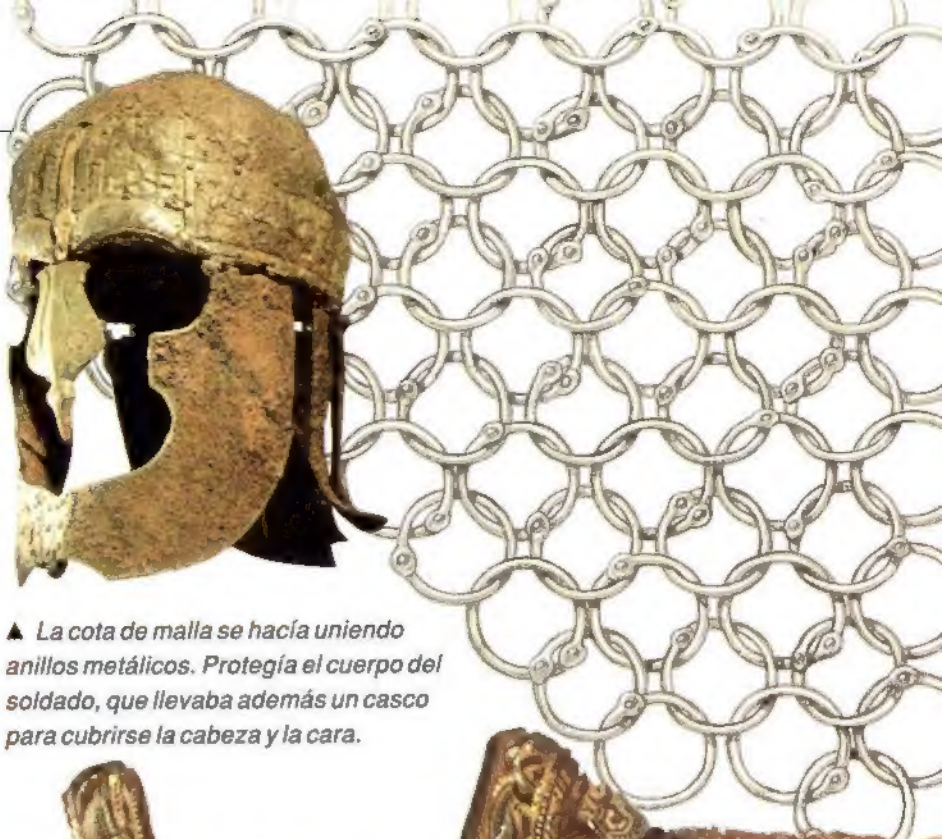 ▲ La cota de malla se hacía uniendo
anillos metálicos. Protegía el cuerpo del
soldado, que llevaba además un casco
para cubrirse la cabeza y la cara.